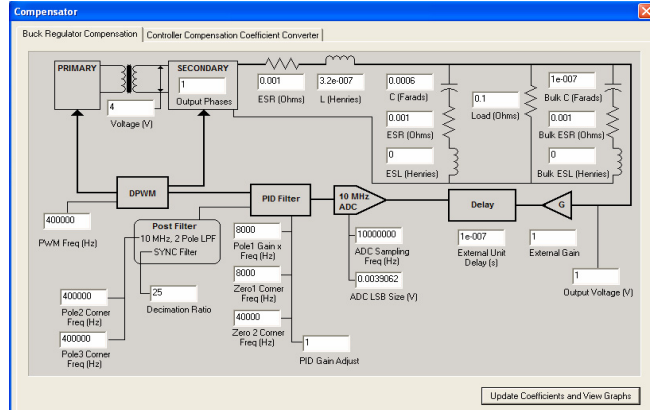 Compensator
Buck Regulator Compensation
Controller Compensation Coefficient Converter
PRIMARY
SECONDARY
1
Output Phases
4
Voltage (V)
0.001
ESR (Ohms)
3.2e-007
L (Henries)
0.0006
C (Farads)
0.001
ESR (Ohms)
0
ESL (Henries)
0.1
Load (Ohms)
1e-007
Bulk C (Farads)
0.001
Bulk ESR (Ohms)
0
Bulk ESL (Henries)
DPWM
PID Filter
10 MHz
ADC
Delay
G
400000
PWM Freq (Hz)
Post Filter
10 MHz, 2 Pole LPF
SYNC Filter
8000
Pole1 Gain x
Freq (Hz)
8000
Zero1 Corner
Freq (Hz)
40000
Zero 2 Corner
Freq (Hz)
10000000
ADC Sampling
Freq (Hz)
0.0039062
ADC LSB Size (V)
1e-007
External Unit
Delay (s)
1
External Gain
1
Output Voltage (V)
400000
Pole2 Corner
Freq (Hz)
25
Decimation Ratio
400000
Pole3 Corner
Freq (Hz)
1
PID Gain Adjust
Update Coefficients and View Graphs